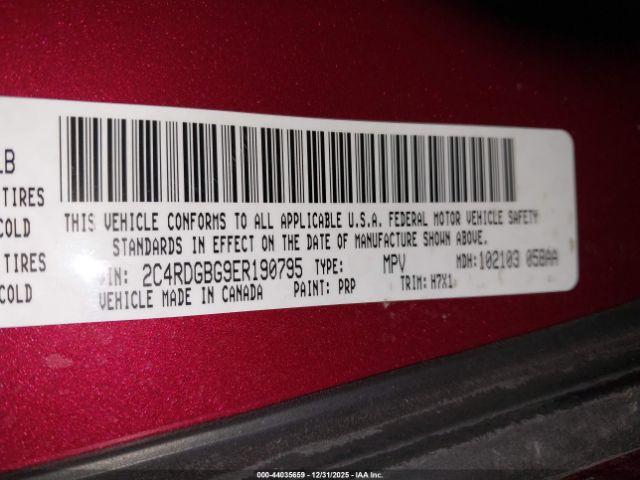 LB
TIRES
COLD
TIRES
COLD
THIS VEHICLE CONFORMS TO ALL APPLICABLE U.S.A. FEDERAL MOTOR VEHICLE SAFETY
STANDARDS IN EFFECT ON THE DATE OF MANUFACTURE SHOWN ABOVE.
VIN: 2C4RDGBG9ER190795 TYPE: MPV MDH:102103 058AA
VEHICLE MADE IN CANADA PAINT: PRP TRIM: H7X1
000-44035659 - 12/31/2025 - IAA Inc.